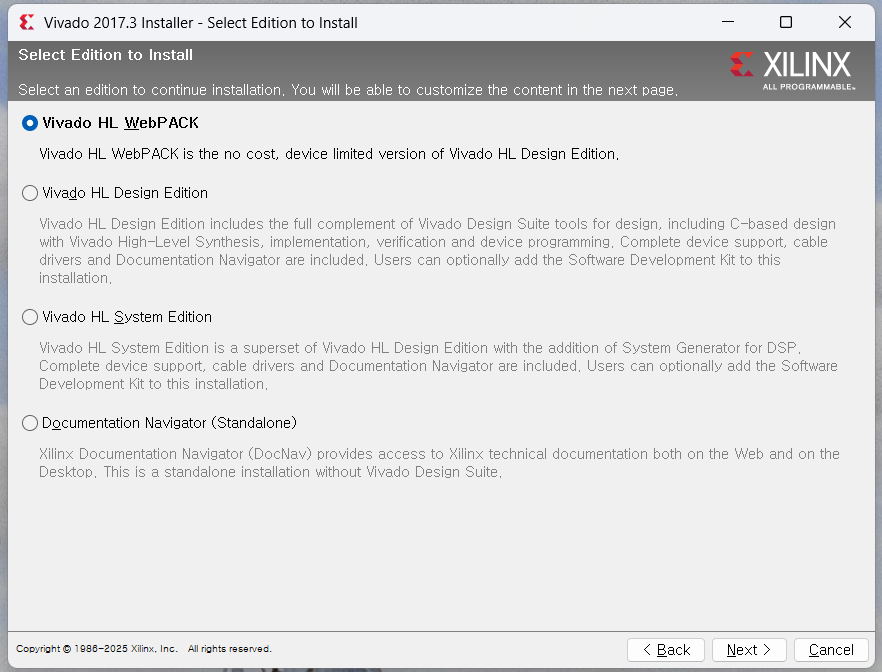 Vivado 2017.3 Installer - Select Edition to Install
Select Edition to Install
XILINX
ALL PROGRAMMABLE™
Select an edition to continue installation. You will be able to customize the content in the next page.
Vivado HL WebPACK
Vivado HL WebPACK is the no cost, device limited version of Vivado HL Design Edition.
Vivado HL Design Edition
Vivado HL Design Edition includes the full complement of Vivado Design Suite tools for design, including C-based design
with Vivado High-Level Synthesis, implementation, verification and device programming. Complete device support, cable
drivers and Documentation Navigator are included. Users can optionally add the Software Development Kit to this
installation.
Vivado HL System Edition
Vivado HL System Edition is a superset of Vivado HL Design Edition with the addition of System Generator for DSP.
Complete device support, cable drivers and Documentation Navigator are included. Users can optionally add the Software
Development Kit to this installation.
Documentation Navigator (Standalone)
Xilinx Documentation Navigator (DocNav) provides access to Xilinx technical documentation both on the Web and on the
Desktop. This is a standalone installation without Vivado Design Suite.
Copyright © 1986-2025 Xilinx, Inc. All rights reserved.
< Back
Next >
Cancel